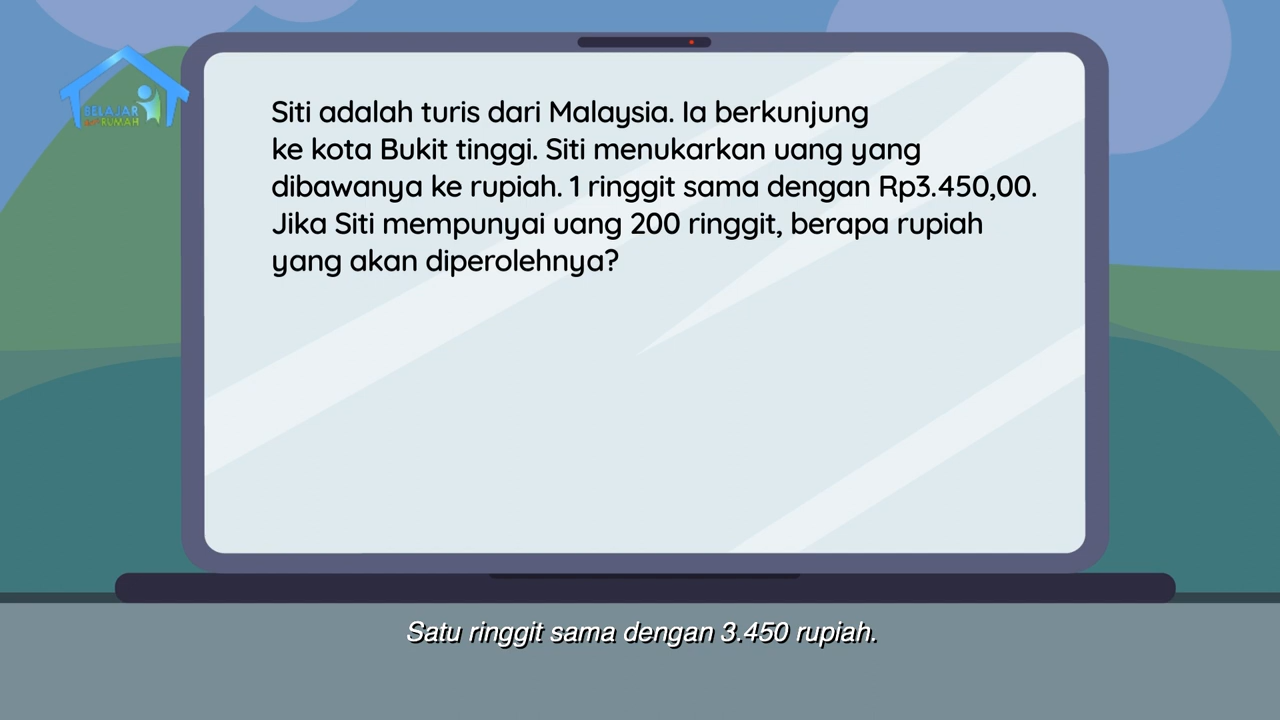 BELAJAR
RUMAH
Siti adalah turis dari Malaysia. Ia berkunjung
ke kota Bukit tinggi. Siti menukarkan uang yang
dibawanya ke rupiah. 1 ringgit sama dengan Rp3.450,00.
Jika Siti mempunyai uang 200 ringgit, berapa rupiah
yang akan diperolehnya?
Satu ringgit sama dengan 3.450 rupiah.